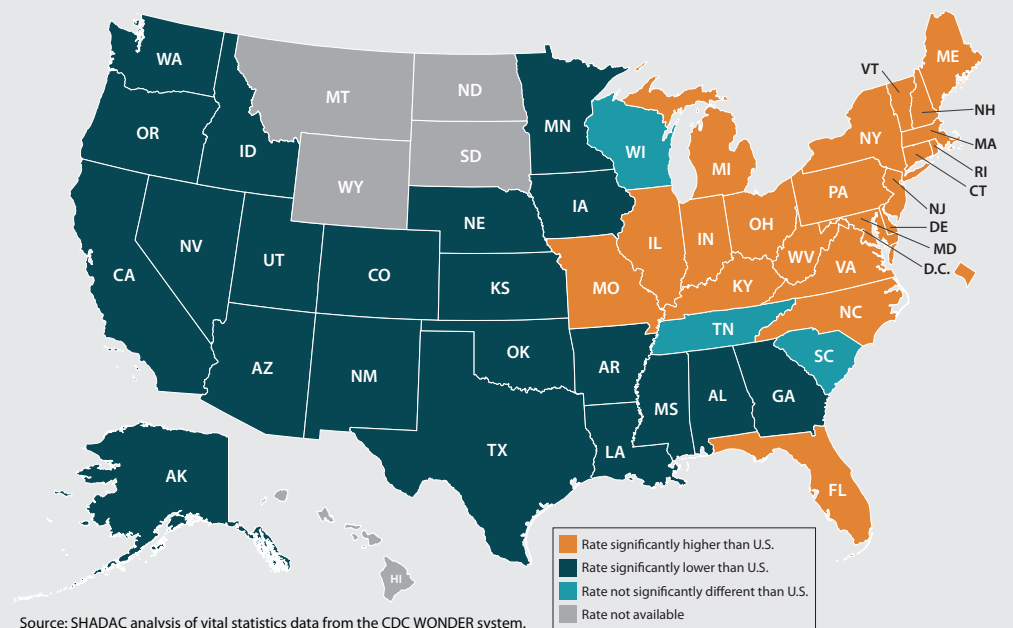 WA
MT
ND
MN
ME
VT
NH
OR
ID
WY
SD
WI
MI
NY
MA
RI
CT
NV
UT
CO
NE
IA
IL
IN
OH
PA
NJ
DE
MD
D.C.
CA
KS
MO
KY
WV
VA
NC
AZ
NM
OK
AR
TN
SC
TX
LA
MS
AL
GA
FL
AK
HI
Rate significantly higher than U.S.
Rate significantly lower than U.S.
Rate not significantly different than U.S.
Rate not available
Source: SHADAC analysis of vital statistics data from the CDC WONDER system.